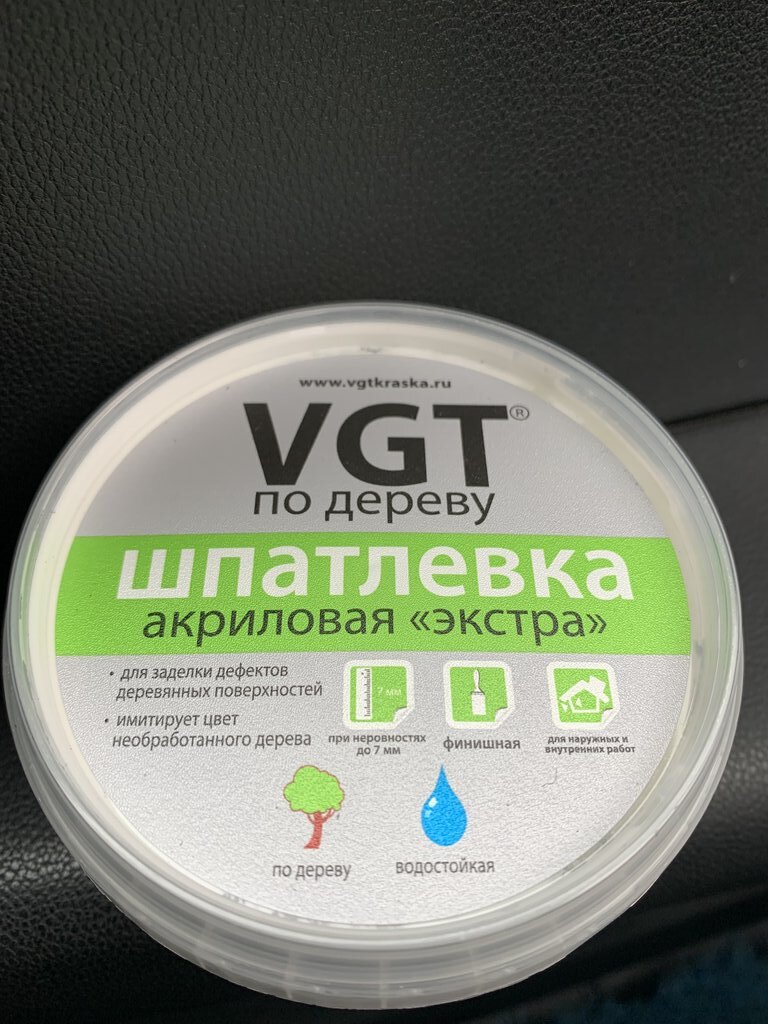 www.vgtkraska.ru
VGT®
по дереву
шпатлевка
акриловая «экстра»
• для заделки дефектов
деревянных поверхностей
• имитирует цвет
необработанного дерева
7 мм
при неровностях
до 7 мм
финишная
для наружных и
внутренних работ
по дереву
водостойкая